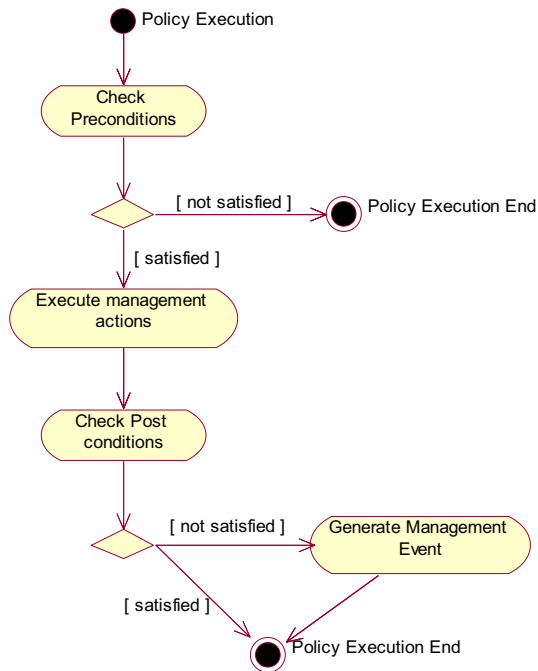 Policy Execution
Check
Preconditions
[ not satisfied ]
Policy Execution End
[ satisfied ]
Execute management
actions
Check Post
conditions
[ not satisfied ]
Generate Management
Event
[ satisfied ]
Policy Execution End